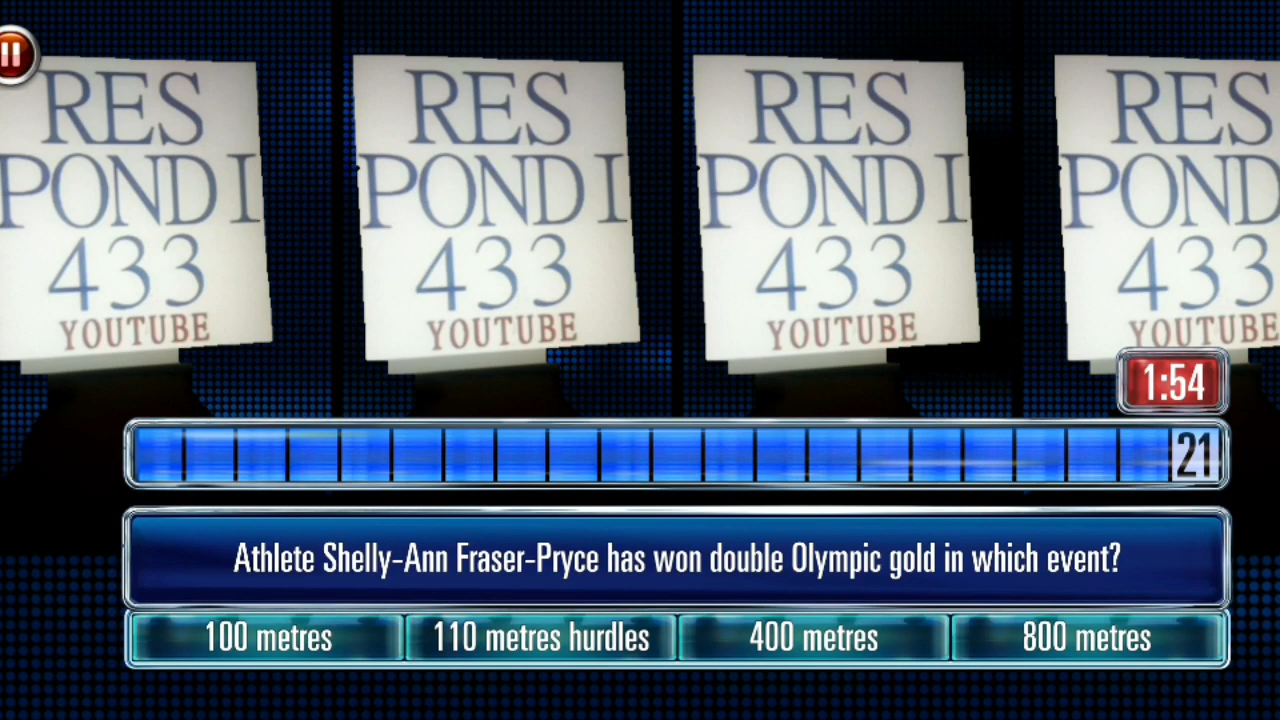 RES
POND I
433
YOUTUBE
RES
POND I
433
YOUTUBE
RES
POND I
433
YOUTUBE
RES
POND
433
YOUTUBE
1:54
21
Athlete Shelly-Ann Fraser-Pryce has won double Olympic gold in which event?
100 metres
110 metres hurdles
400 metres
800 metres